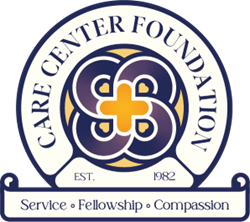 CARE CENTER FOUNDATION
EST. 1982
Service • Fellowship • Compassion